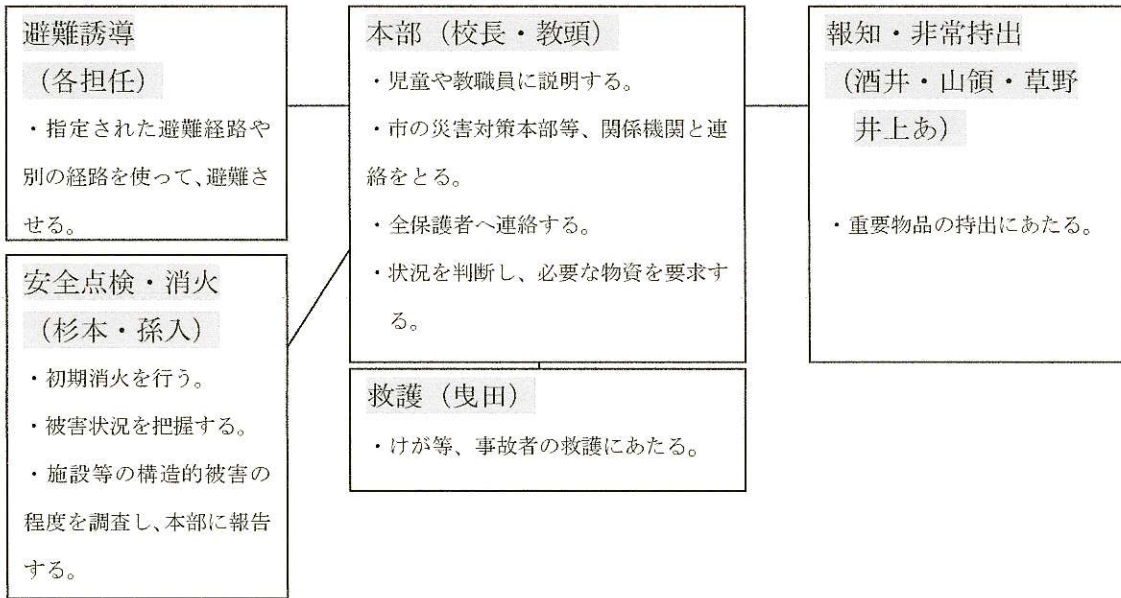 避難誘導
（各担任）
・指定された避難経路や
別の経路を使って、避難さ
せる。
安全点検・消火
（杉本・孫入）
・初期消火を行う。
・被害状況を把握する。
・施設等の構造的被害の
程度を調査し、本部に報告
する。
本部（校長・教頭）
・児童や教職員に説明する。
・市の災害対策本部等、関係機関と連
絡をとる。
・全保護者へ連絡する。
・状況を判断し、必要な物資を要求す
る。
救護（曳田）
・けが等、事故者の救護にあたる。
報知・非常持出
（酒井・山領・草野
井上あ）
・重要物品の持出にあたる。